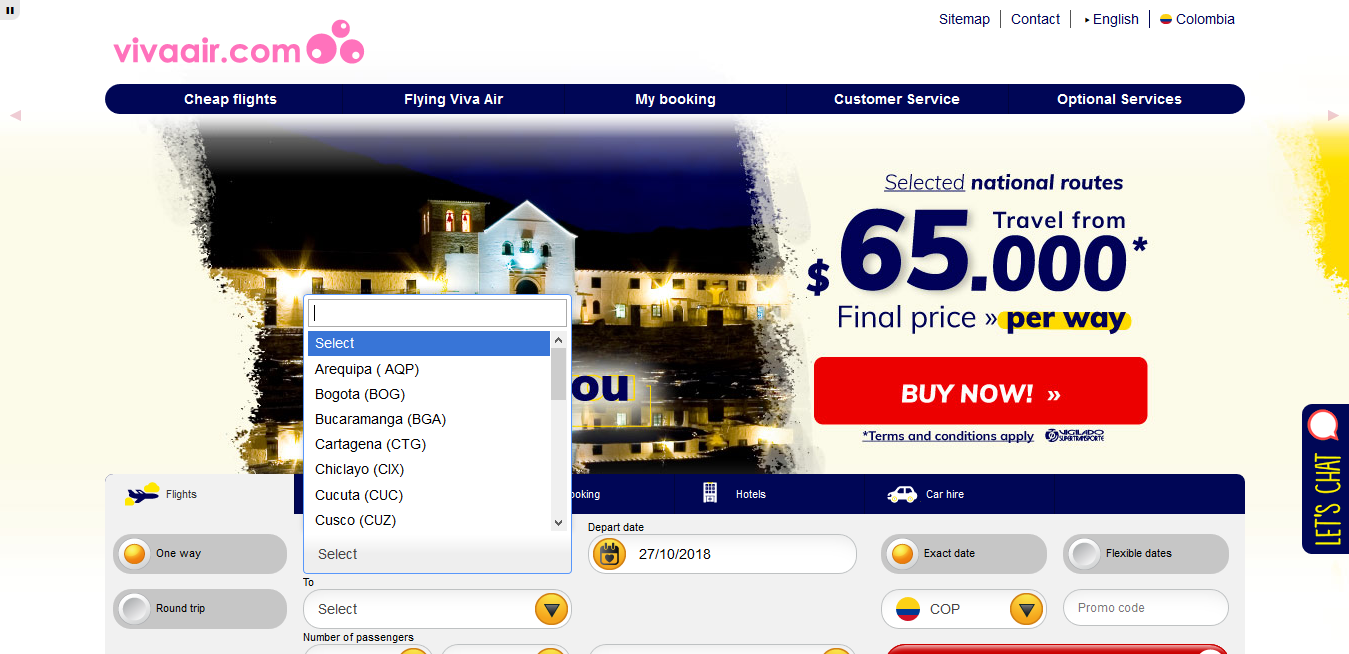 Sitemap
Contact
English
Colombia
vivaair.com
Cheap flights
Flying Viva Air
My booking
Customer Service
Optional Services
Selected national routes
Travel from
$65.000*
Final price » per way
BUY NOW! »
*Terms and conditions apply
VIGILADO
SUPERTRANSPORTE
ou
Select
Arequipa ( AQP)
Bogota (BOG)
Bucaramanga (BGA)
Cartagena (CTG)
Chiclayo (CIX)
Cucuta (CUC)
Cusco (CUZ)
Select
LET'S CHAT
Flights
ooking
Hotels
Car hire
One way
Round trip
Depart date
27/10/2018
Exact date
Flexible dates
To
Select
COP
Promo code
Number of passengers